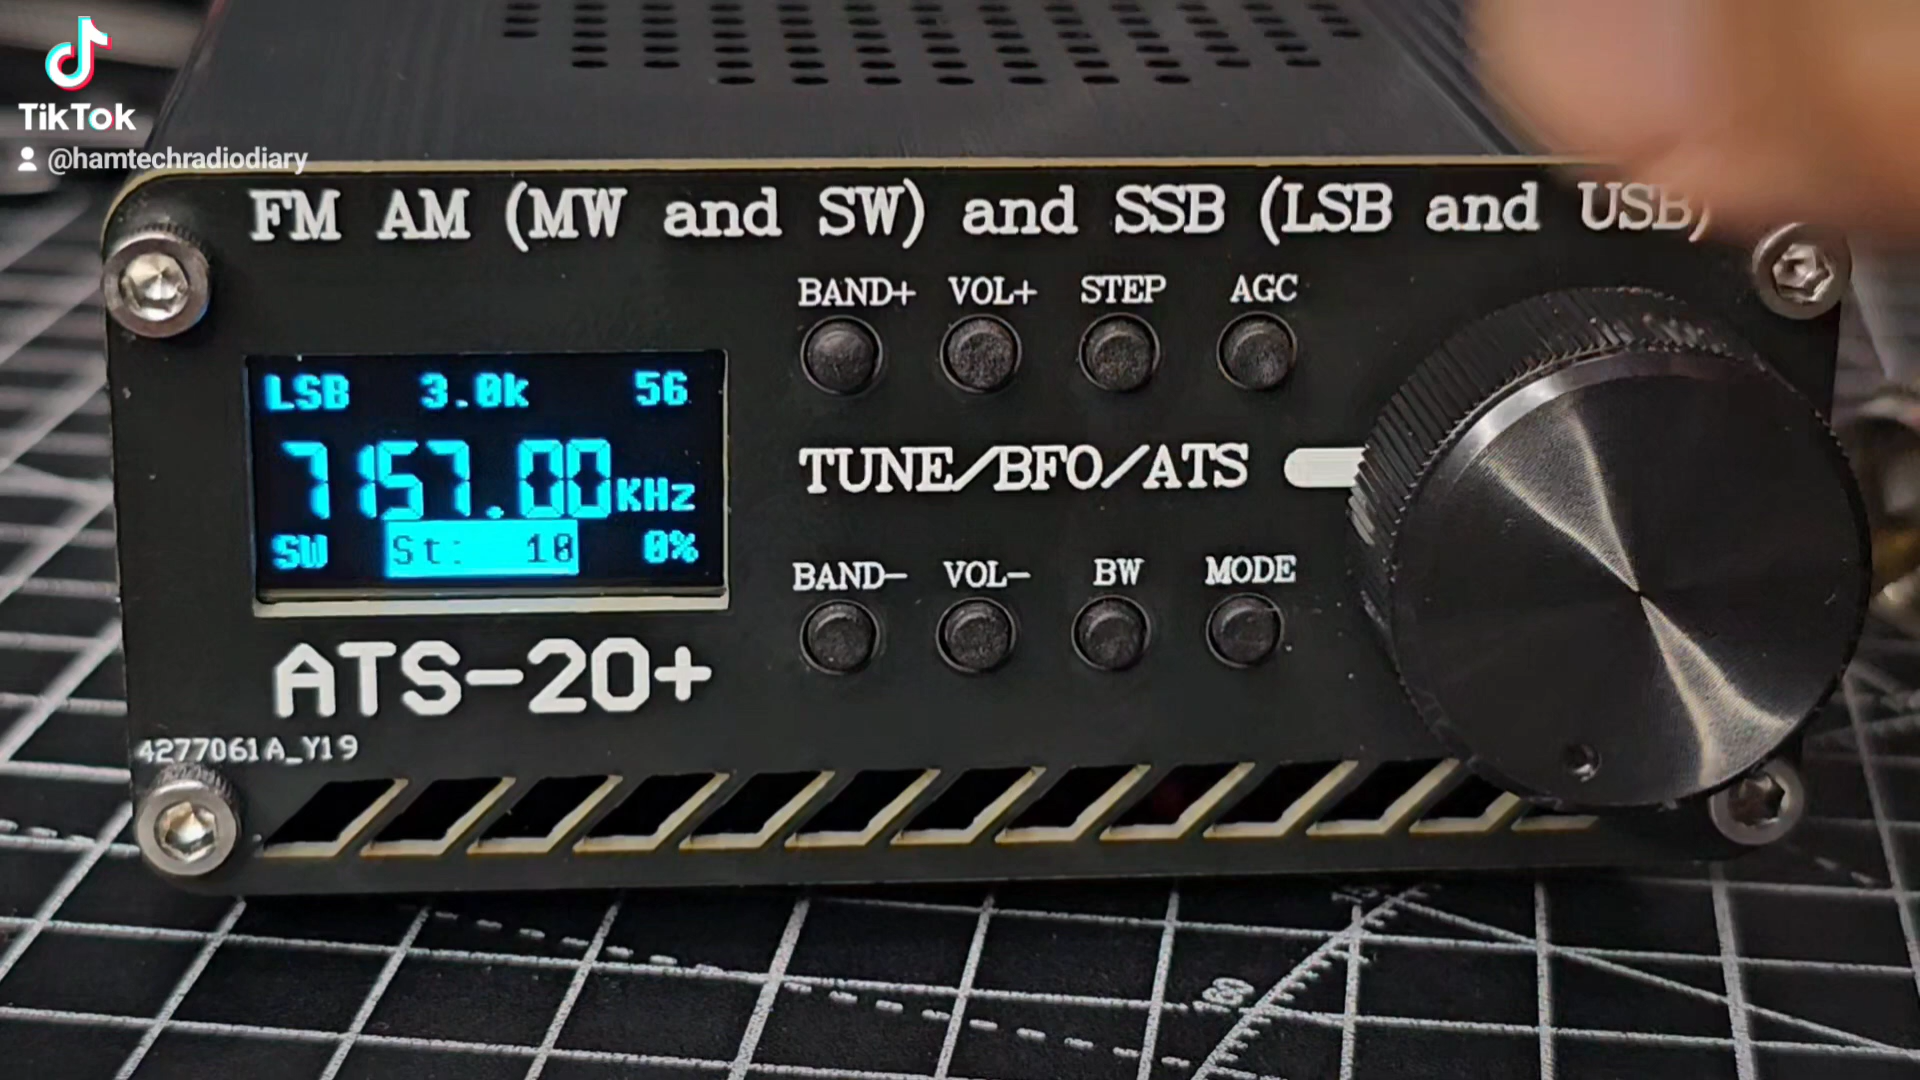 TikTok
@hamtechradiodiary
FM AM (MW and SW) and SSB (LSB and USB)
BAND+ VOL+ STEP AGC
LSB 3.0k 56
7157.00KHz
SW St: 10 0%
TUNE/BFO/ATS
BAND- VOL- BW MODE
ATS-20+
4277061A_Y19